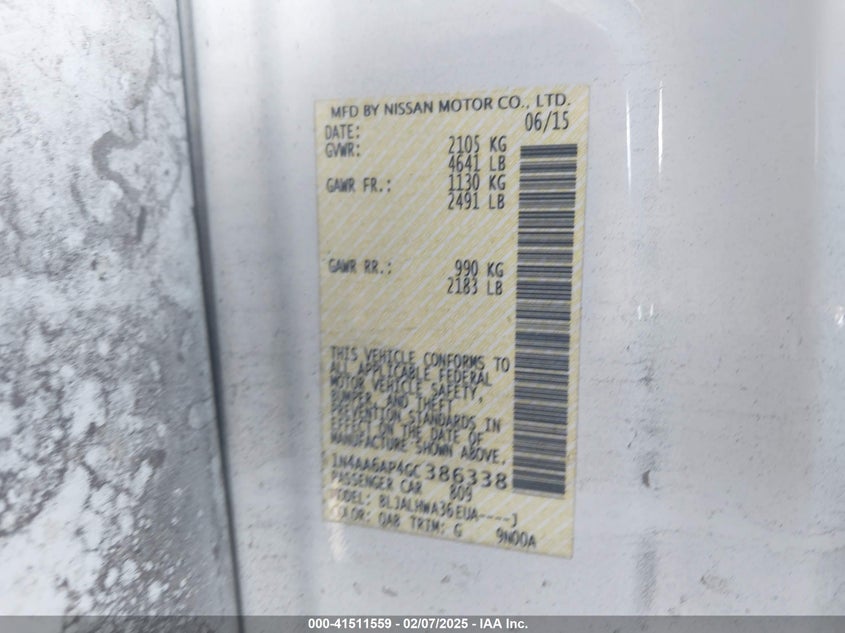 MFD BY NISSAN MOTOR CO., LTD.
DATE: 06/15
GVWR: 2105 KG
4641 LB
GAWR FR.: 1130 KG
2491 LB
GAWR RR.: 990 KG
2183 LB
THIS VEHICLE CONFORMS TO
ALL APPLICABLE FEDERAL
MOTOR VEHICLE SAFETY,
BUMPER, AND THEFT
PREVENTION STANDARDS IN
EFFECT ON THE DATE OF
MANUFACTURE SHOWN ABOVE.
1N4AA6AP4GC386338
PASSENGER CAR 809
MODEL: BLJALHWA36EUA----J
COLOR: QAB TRIM: G 9N00A
000-41511559 — 02/07/2025 — IAA Inc.